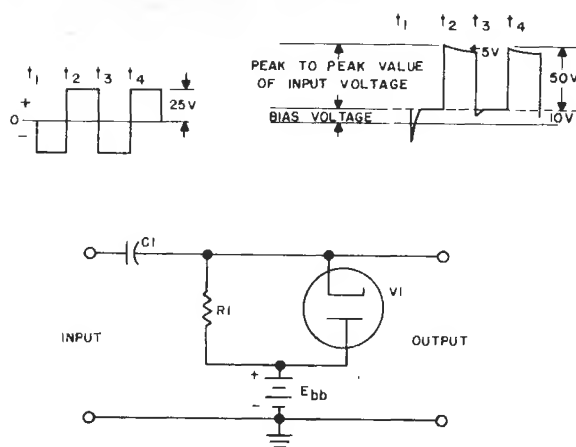 t1 t2 t3 t4
+
0
-
25V
t1 t2 t3 t4
PEAK TO PEAK VALUE
OF INPUT VOLTAGE
5V
50V
BIAS VOLTAGE
10V
C1
R1
V1
INPUT
OUTPUT
+
Ebb
-